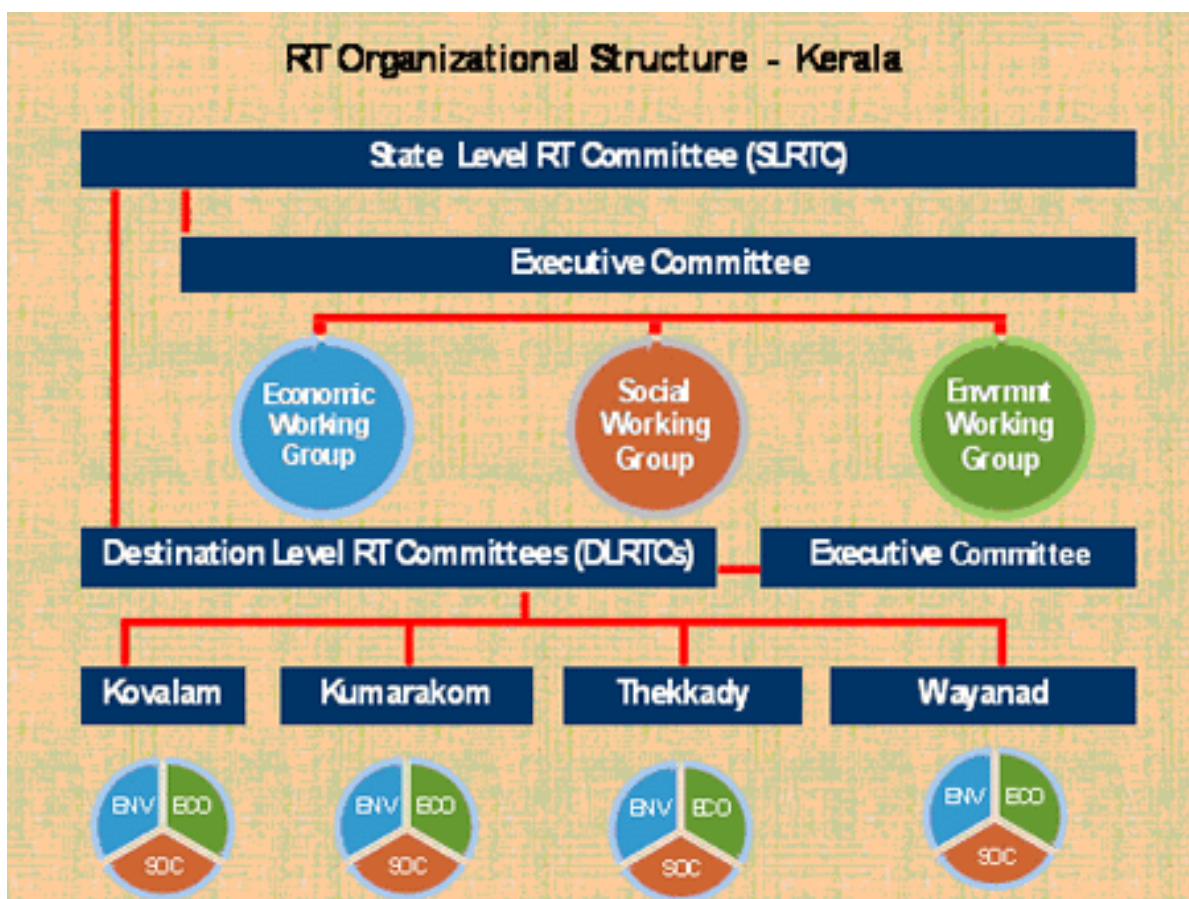 RT Organizational Structure - Kerala
State Level RT Committee (SLRTC)
Executive Committee
Economic
Working
Group
Social
Working
Group
Envrmnt
Working
Group
Destination Level RT Committees (DLRTCs)
Executive Committee
Kovalam
Kumarakom
Thekkady
Wayanad
ENV
ECO
SOC
ENV
ECO
SOC
ENV
ECO
SOC
ENV
ECO
SOC